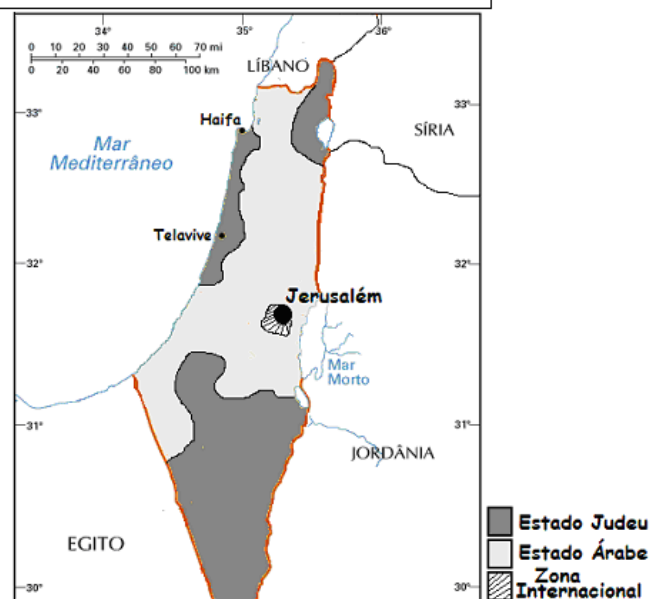 34° 35° 36°
0 10 20 30 40 50 60 70 mi
0 20 40 60 80 100 km
LÍBANO
33° 33°
Haifa
SÍRIA
Mar
Mediterrâneo
Telavive
32° 32°
Jerusalém
Mar
Morto
31° 31°
JORDÂNIA
EGITO
30° 30°
Estado Judeu
Estado Árabe
Zona
Internacional